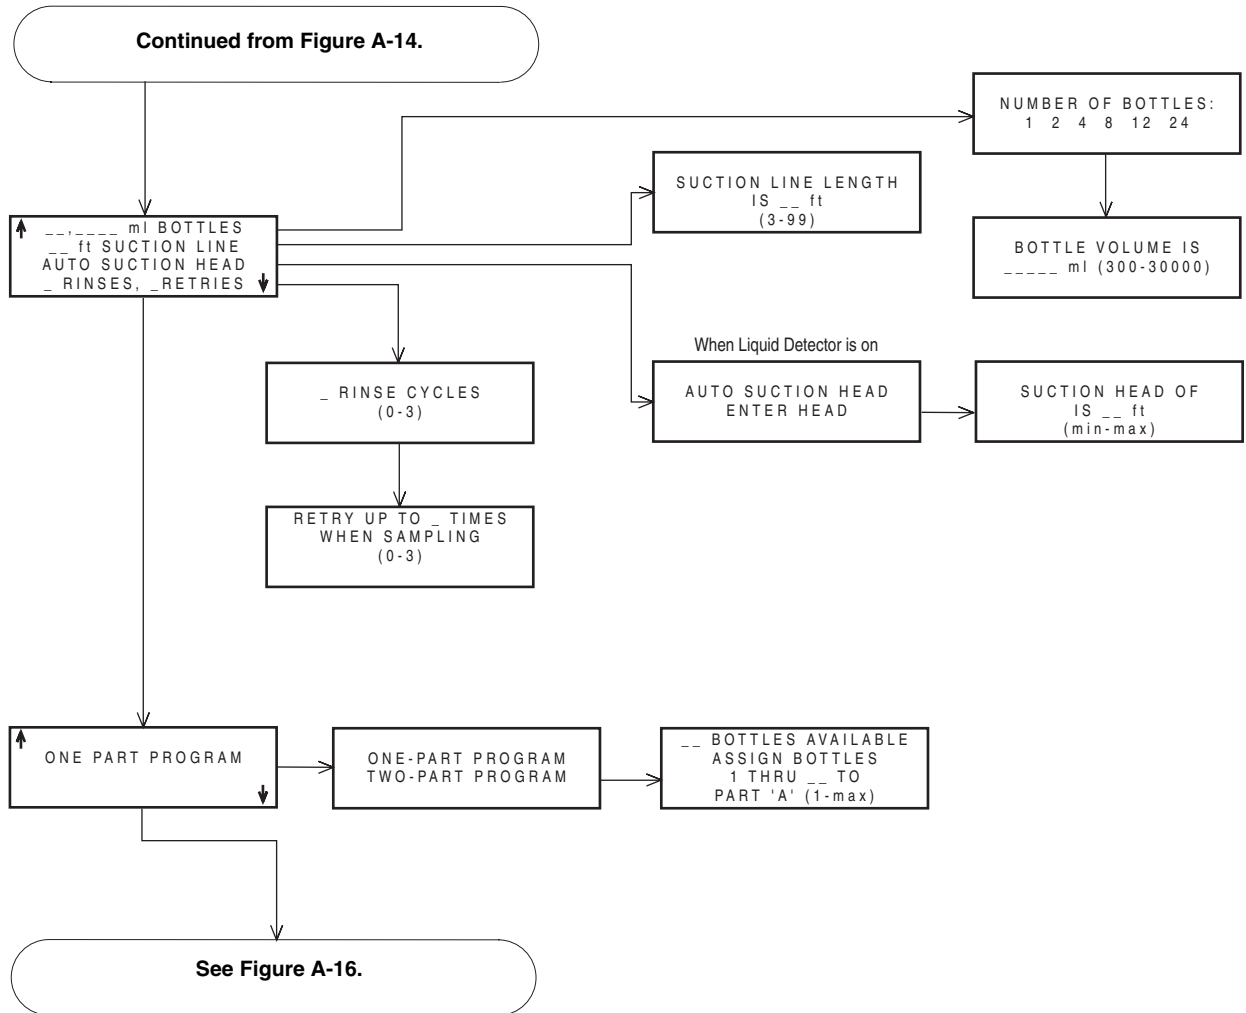 Continued from Figure A-14.
NUMBER OF BOTTLES:
1 2 4 8 12 24
SUCTION LINE LENGTH
IS __ ft
(3-99)
__,____ ml BOTTLES
__ ft SUCTION LINE
AUTO SUCTION HEAD
_ RINSES, _RETRIES
BOTTLE VOLUME IS
_____ ml (300-30000)
When Liquid Detector is on
AUTO SUCTION HEAD
ENTER HEAD
SUCTION HEAD OF
IS __ ft
(min-max)
_ RINSE CYCLES
(0-3)
RETRY UP TO _ TIMES
WHEN SAMPLING
(0-3)
ONE PART PROGRAM
ONE-PART PROGRAM
TWO-PART PROGRAM
__ BOTTLES AVAILABLE
ASSIGN BOTTLES
1 THRU __ TO
PART 'A' (1-max)
See Figure A-16.